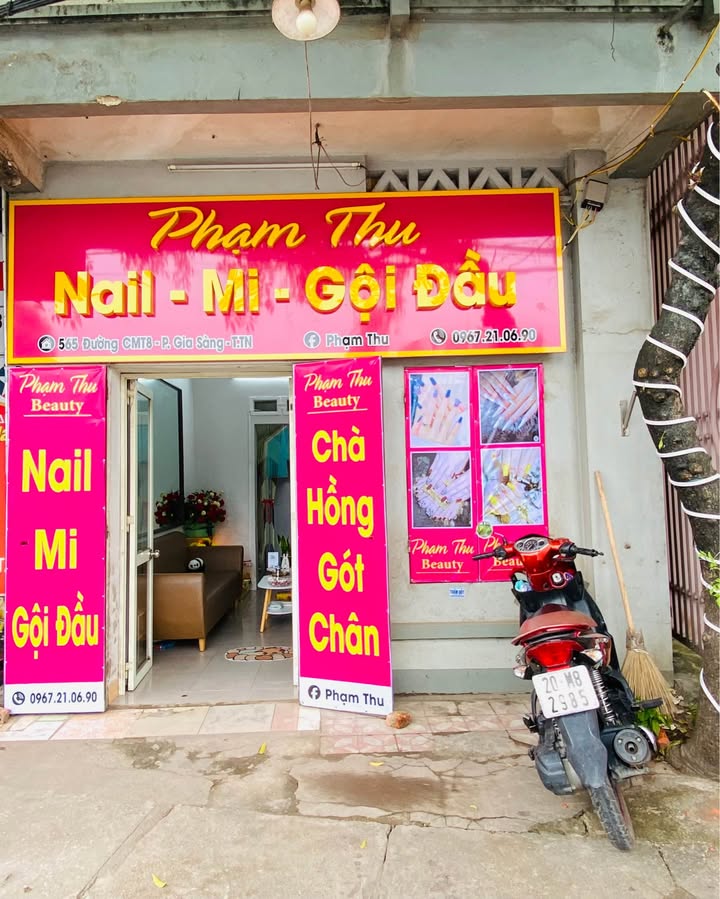 Phạm Thu
Nail - Mi - Gội Đầu
565 Đường CMT8 - P. Gia Sàng - T.TN
Phạm Thu
0967.21.06.90
Phạm Thu
Beauty
Nail
Mi
Gội Đầu
0967.21.06.90
Phạm Thu
Beauty
Chà
Hồng
Gót
Chân
Phạm Thu
Phạm Thu
Beauty
Beauty
20-M8
2985